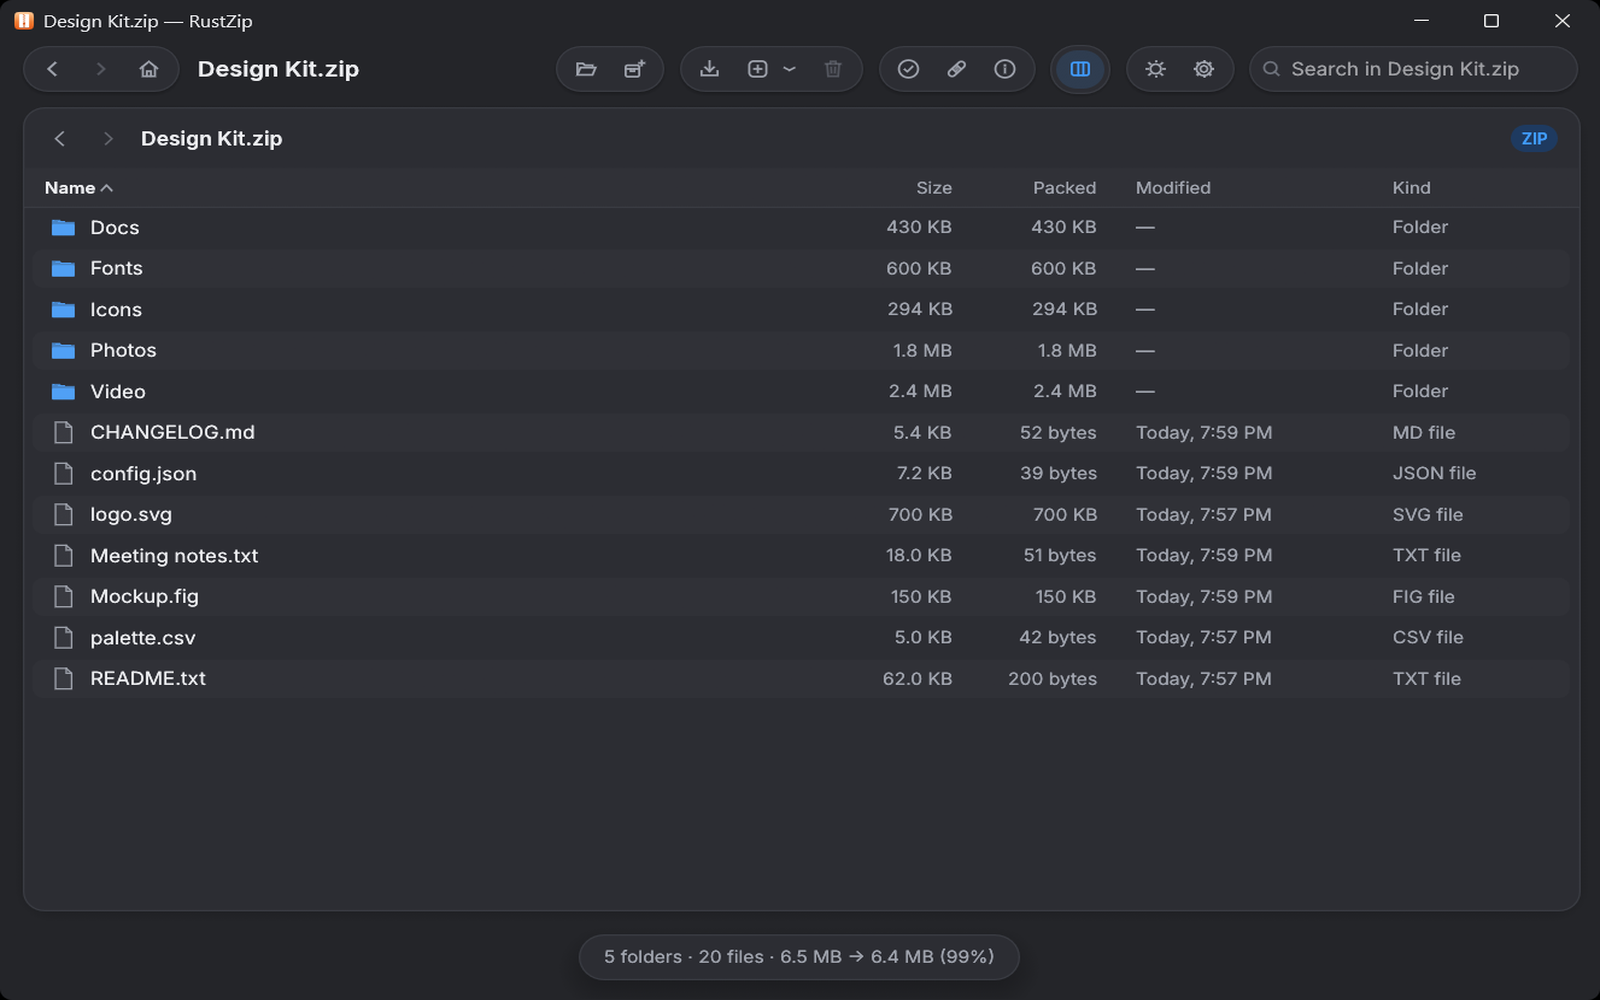 Design Kit.zip — RustZip
Design Kit.zip
Search in Design Kit.zip
Design Kit.zip
ZIP
Name Size Packed Modified Kind
Docs 430 KB 430 KB — Folder
Fonts 600 KB 600 KB — Folder
Icons 294 KB 294 KB — Folder
Photos 1.8 MB 1.8 MB — Folder
Video 2.4 MB 2.4 MB — Folder
CHANGELOG.md 5.4 KB 52 bytes Today, 7:59 PM MD file
config.json 7.2 KB 39 bytes Today, 7:59 PM JSON file
logo.svg 700 KB 700 KB Today, 7:57 PM SVG file
Meeting notes.txt 18.0 KB 51 bytes Today, 7:59 PM TXT file
Mockup.fig 150 KB 150 KB Today, 7:59 PM FIG file
palette.csv 5.0 KB 42 bytes Today, 7:57 PM CSV file
README.txt 62.0 KB 200 bytes Today, 7:57 PM TXT file
5 folders · 20 files · 6.5 MB → 6.4 MB (99%)